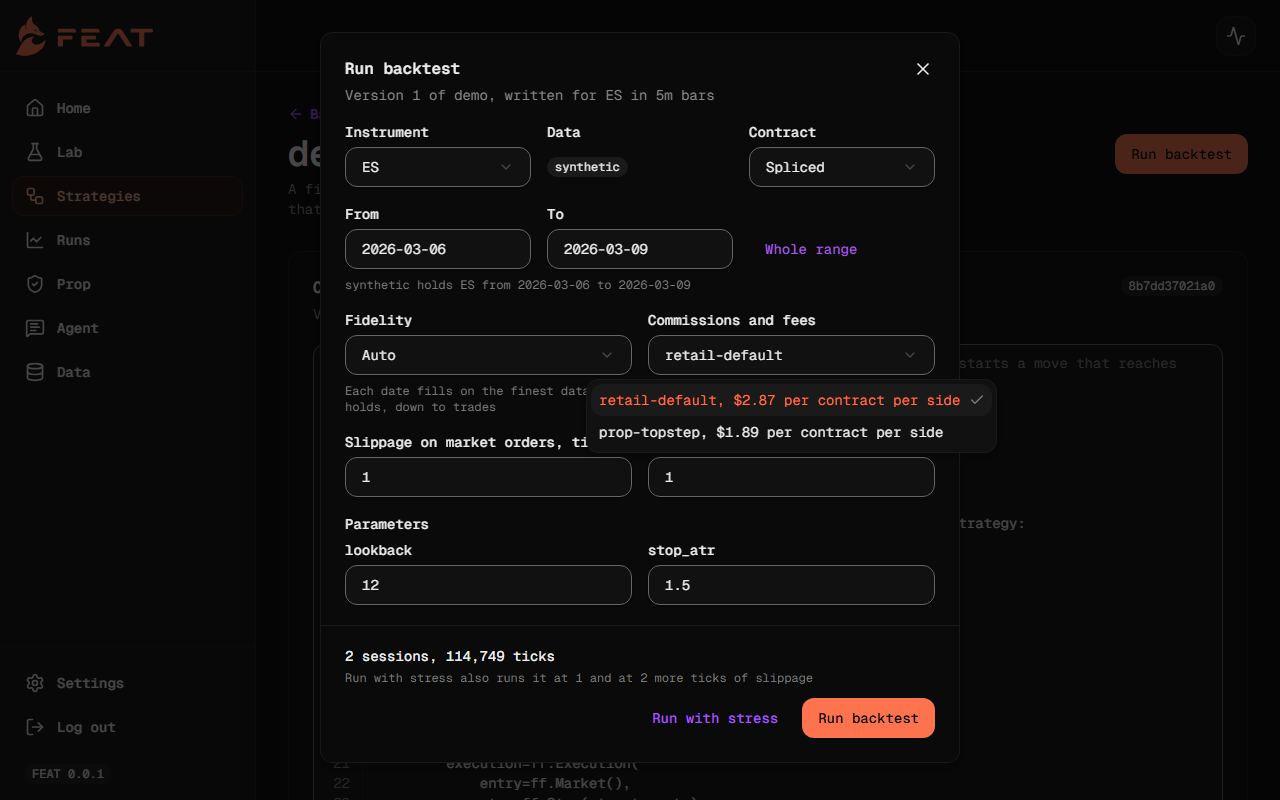 FEAT
Run backtest
Version 1 of demo, written for ES in 5m bars
Home
Lab
Strategies
Runs
Prop
Agent
Data
Settings
Log out
FEAT 0.0.1
Run backtest
8b7dd37021a0
Instrument
Data
Contract
ES
synthetic
Spliced
From
To
2026-03-06
2026-03-09
Whole range
synthetic holds ES from 2026-03-06 to 2026-03-09
Fidelity
Commissions and fees
Auto
retail-default
starts a move that reaches
Each date fills on the finest data
holds, down to trades
retail-default, $2.87 per contract per side
prop-topstep, $1.89 per contract per side
Slippage on market orders,
1
1
Parameters
lookback
stop_atr
12
1.5
2 sessions, 114,749 ticks
Run with stress also runs it at 1 and at 2 more ticks of slippage
Run with stress
Run backtest
21 execution=ff.Execution(
22 entry=ff.Market(),